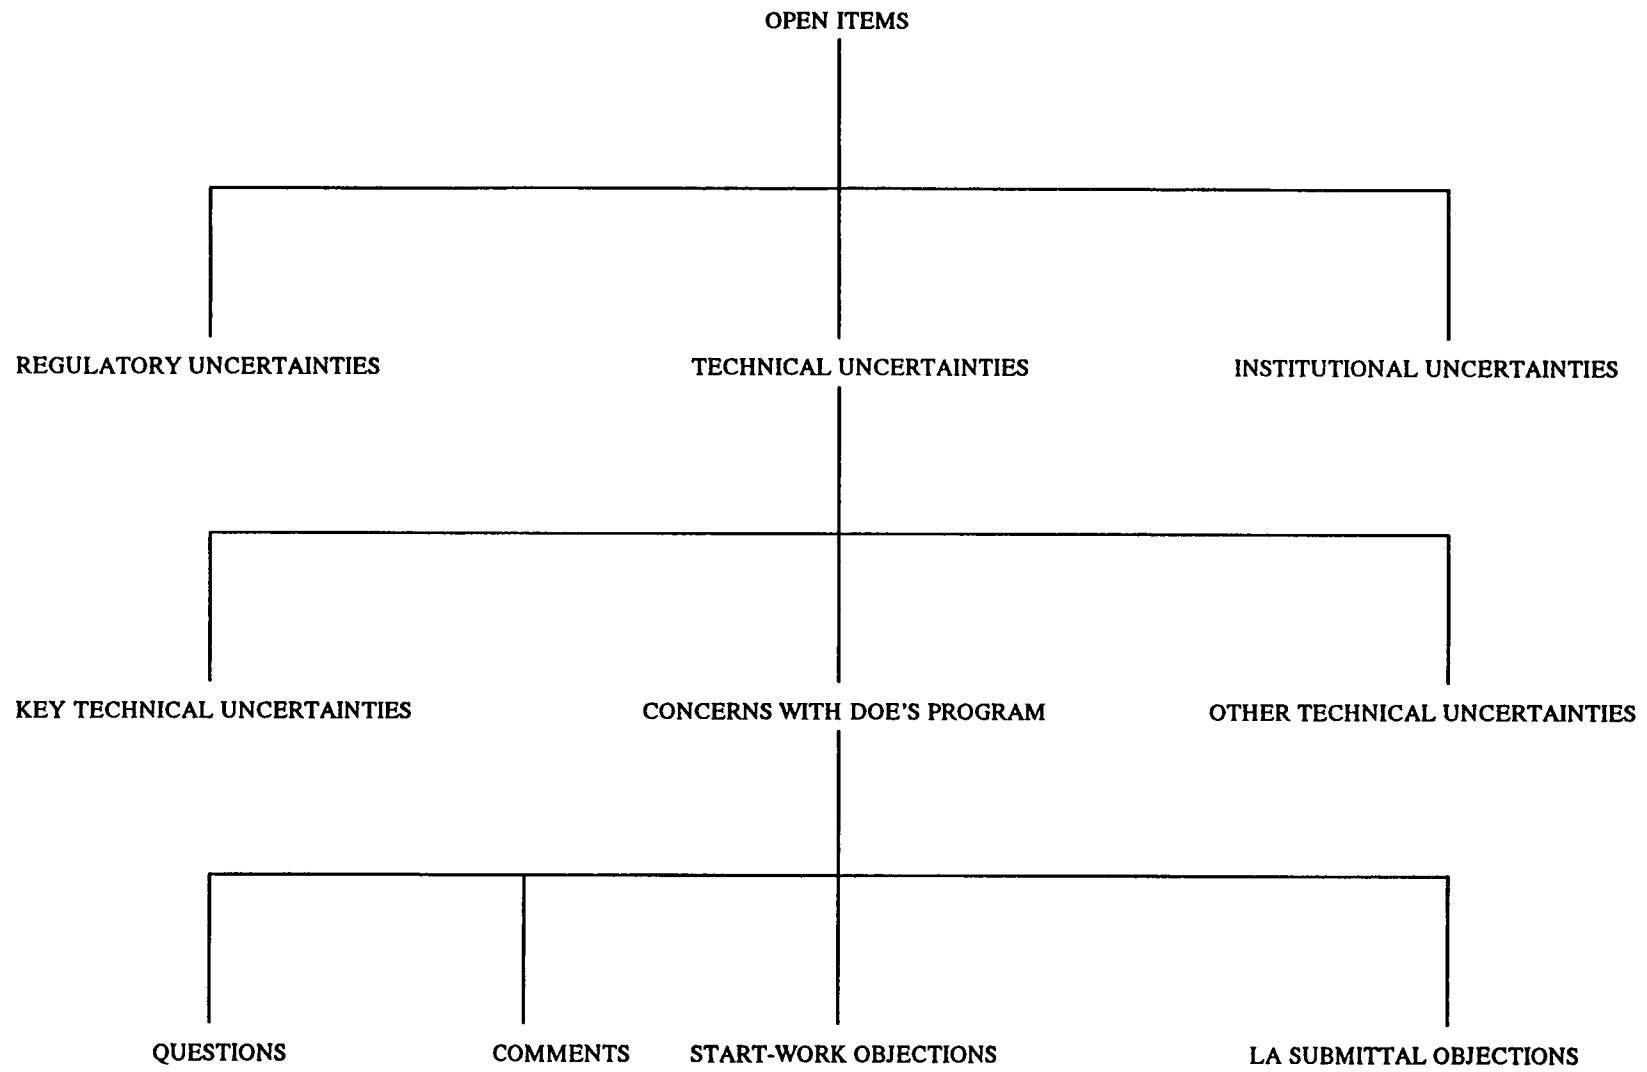 OPEN ITEMS
REGULATORY UNCERTAINTIES
TECHNICAL UNCERTAINTIES
INSTITUTIONAL UNCERTAINTIES
KEY TECHNICAL UNCERTAINTIES
CONCERNS WITH DOE'S PROGRAM
OTHER TECHNICAL UNCERTAINTIES
QUESTIONS
COMMENTS
START-WORK OBJECTIONS
LA SUBMITTAL OBJECTIONS